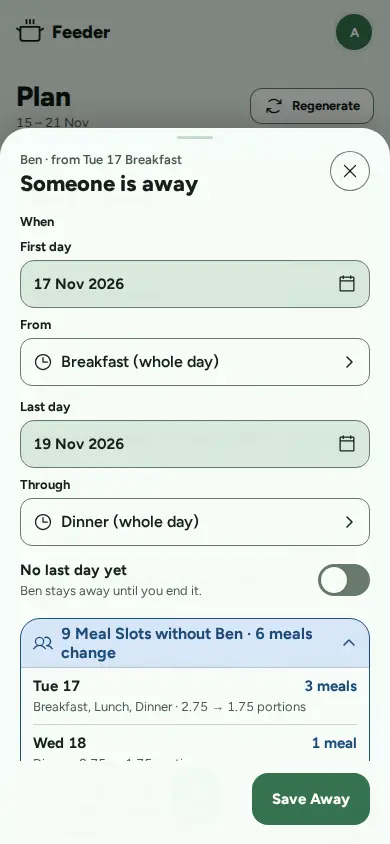 Feeder
A
Plan
15 – 21 Nov
Regenerate
Ben · from Tue 17 Breakfast
Someone is away
When
First day
17 Nov 2026
From
Breakfast (whole day)
Last day
19 Nov 2026
Through
Dinner (whole day)
No last day yet
Ben stays away until you end it.
9 Meal Slots without Ben · 6 meals
change
Tue 17
3 meals
Breakfast, Lunch, Dinner · 2.75 → 1.75 portions
Wed 18
1 meal
Save Away